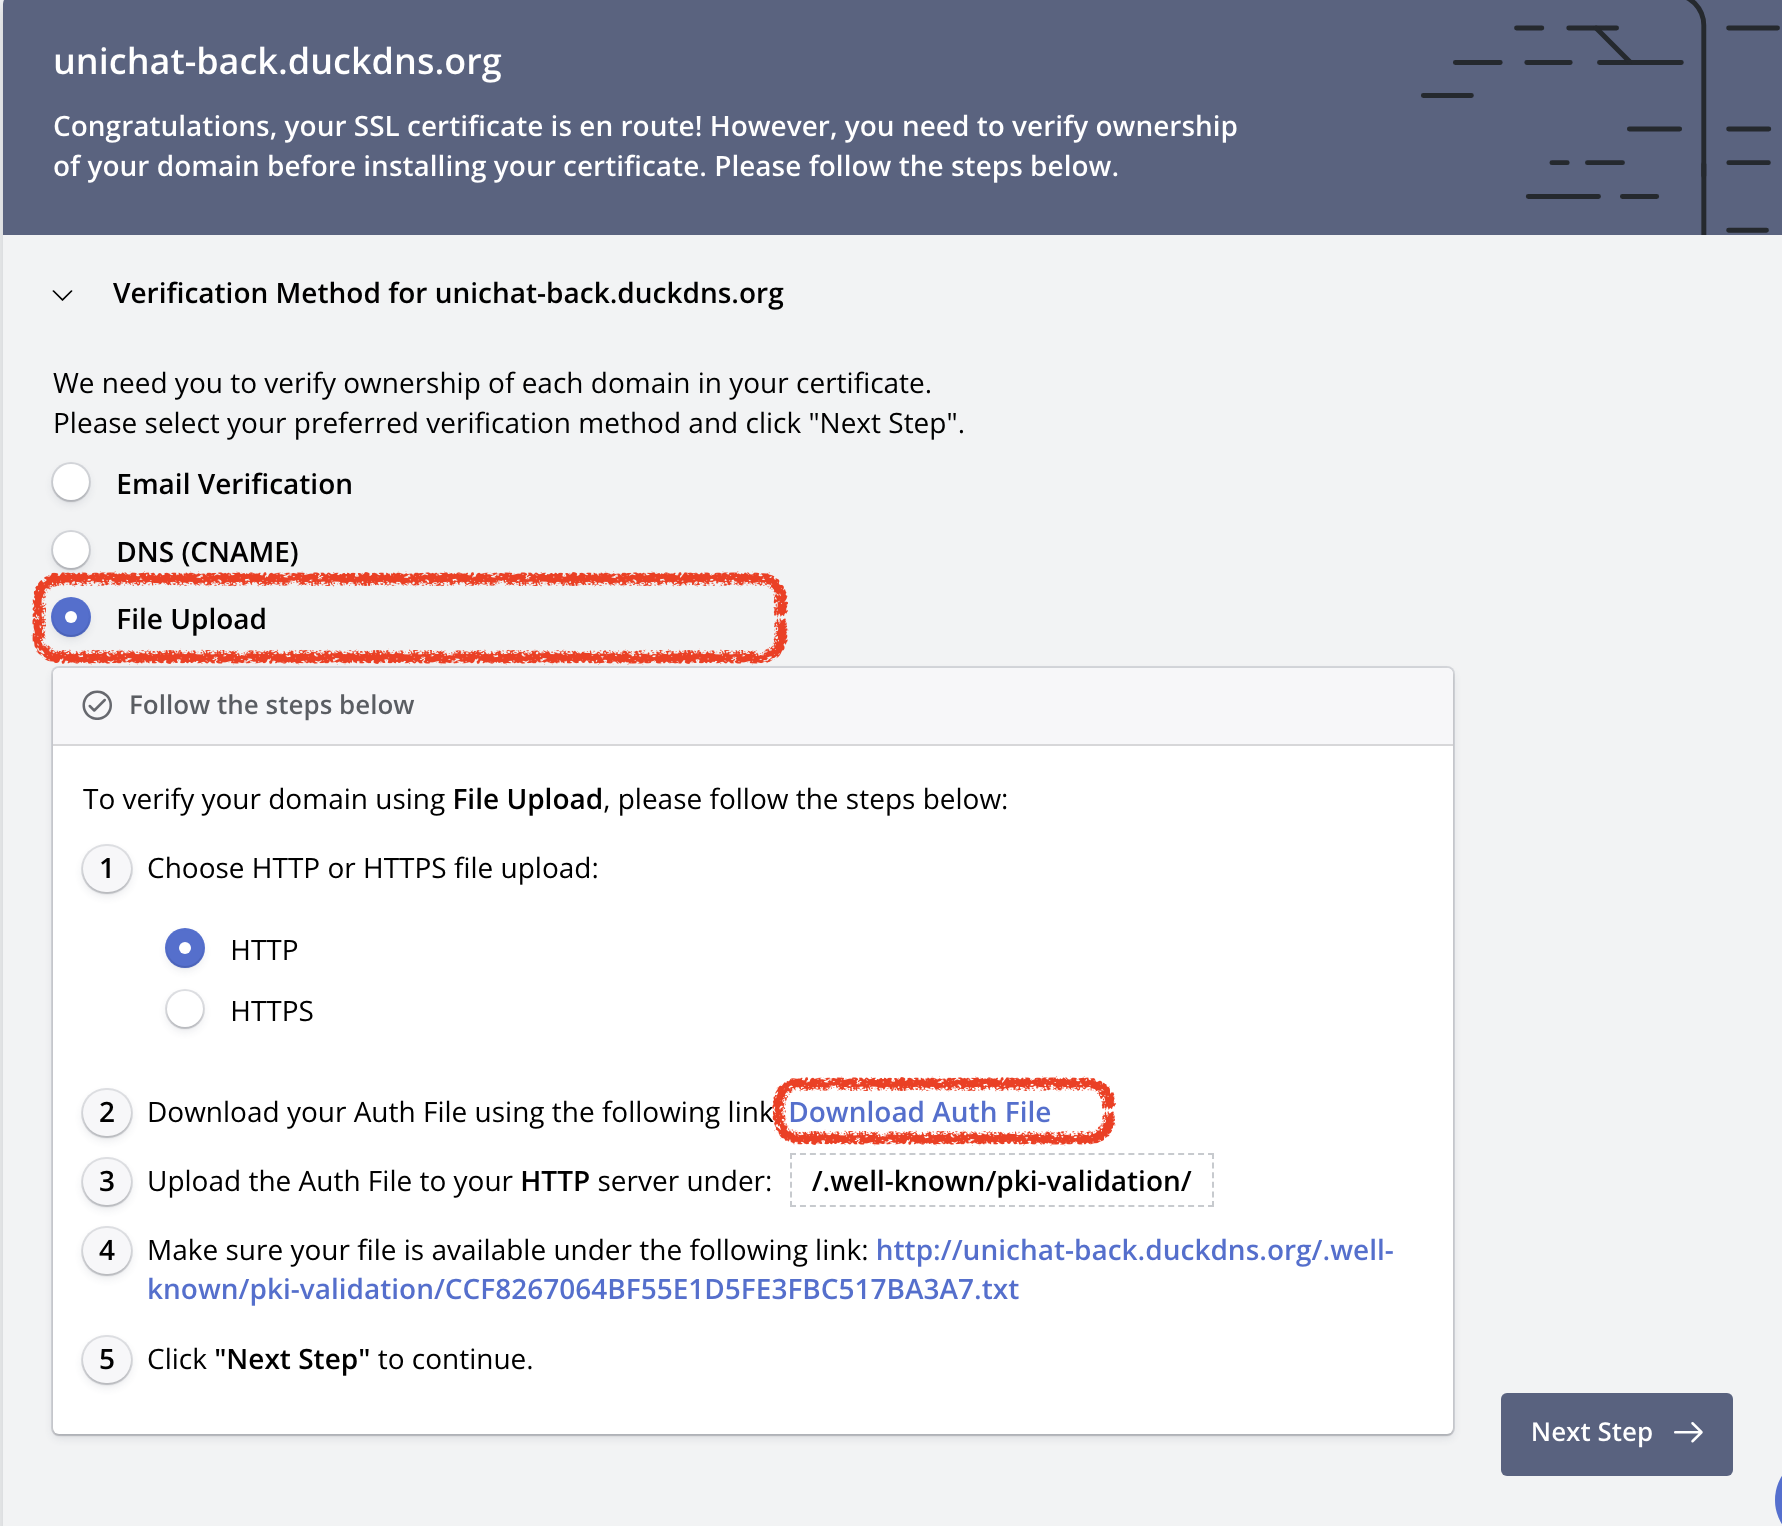 unichat-back.duckdns.org
Congratulations, your SSL certificate is en route! However, you need to verify ownership
of your domain before installing your certificate. Please follow the steps below.
Verification Method for unichat-back.duckdns.org
We need you to verify ownership of each domain in your certificate.
Please select your preferred verification method and click "Next Step".
Email Verification
DNS (CNAME)
File Upload
Follow the steps below
To verify your domain using File Upload, please follow the steps below:
1 Choose HTTP or HTTPS file upload:
HTTP
HTTPS
2 Download your Auth File using the following link Download Auth File
3 Upload the Auth File to your HTTP server under: /.well-known/pki-validation/
4 Make sure your file is available under the following link: http://unichat-back.duckdns.org/.well-
known/pki-validation/CCF8267064BF55E1D5FE3FBC517BA3A7.txt
5 Click "Next Step" to continue.
Next Step